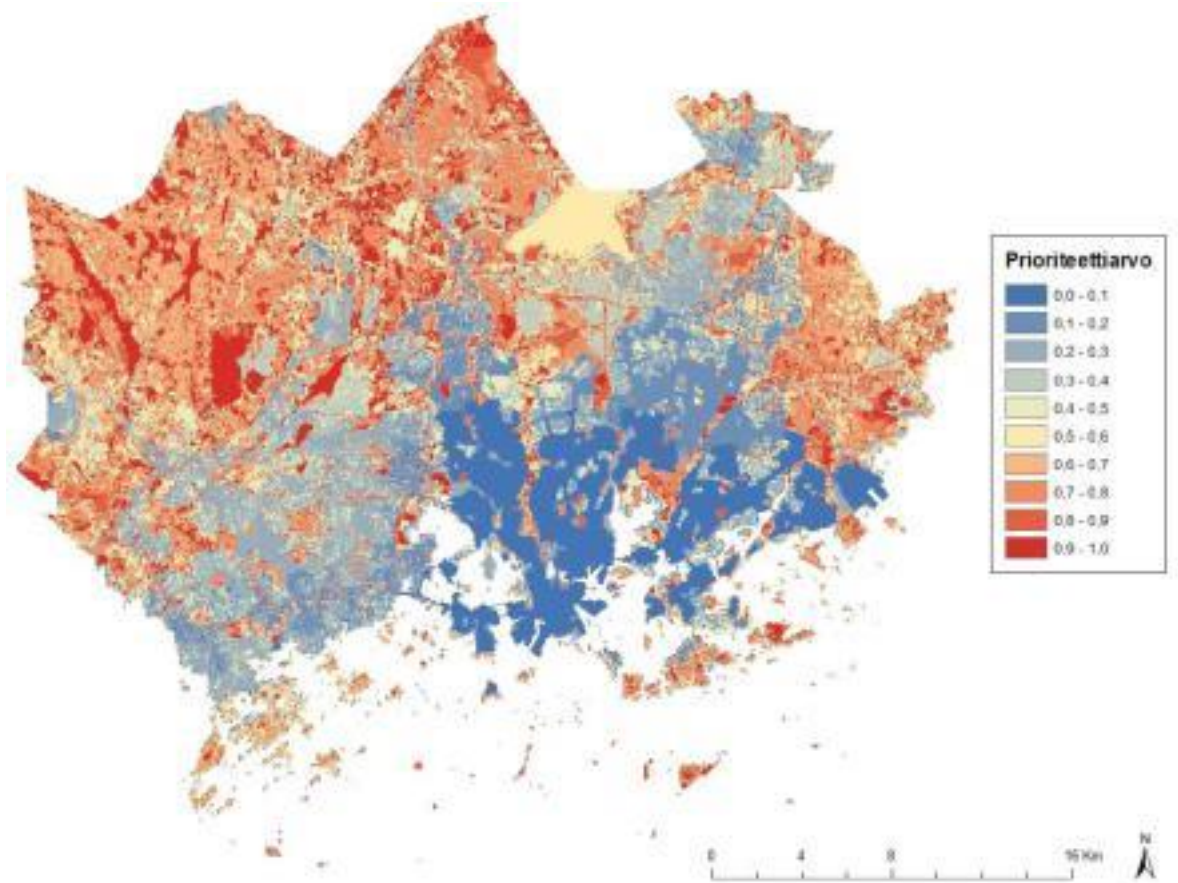 Prioriteettiarvo
0,0 - 0,1
0,1 - 0,2
0,2 - 0,3
0,3 - 0,4
0,4 - 0,5
0,5 - 0,6
0,6 - 0,7
0,7 - 0,8
0,8 - 0,9
0,9 - 1,0
0 4 8 16 Km
N